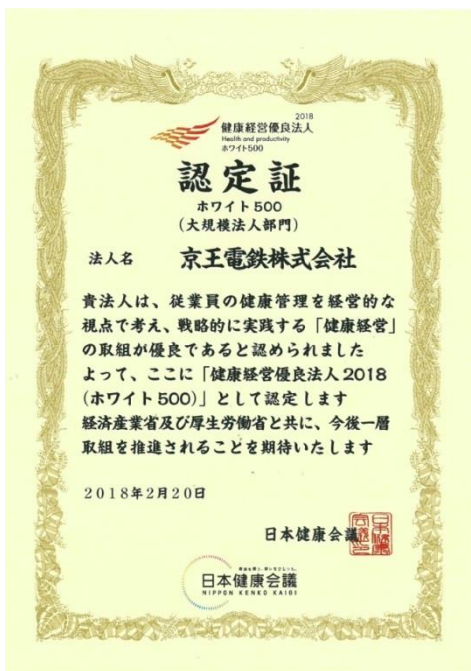 2018
健康経営優良法人
Health and productivity
ホワイト500
認定証
ホワイト500
(大規模法人部門)
法人名 京王電鉄株式会社
貴法人は、従業員の健康管理を経営的な
視点で考え、戦略的に実践する「健康経営」
の取組が優良であると認められました
よって、ここに「健康経営優良法人2018
(ホワイト500)」として認定します
経済産業省及び厚生労働省と共に、今後一層
取組を推進されることを期待いたします
2018年2月20日
日本健康会議
日本健康会議
NIPPON KENKO KAIGI